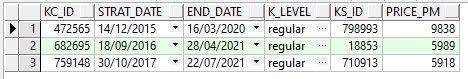 KC_ID STRAT_DATE END_DATE K_LEVEL KS_ID PRICE_PM
1 472565 14/12/2015 16/03/2020 regular ... 798993 9838
2 682695 18/09/2016 28/04/2021 regular ... 18853 5989
3 759148 30/10/2017 22/07/2021 regular ... 710913 5918